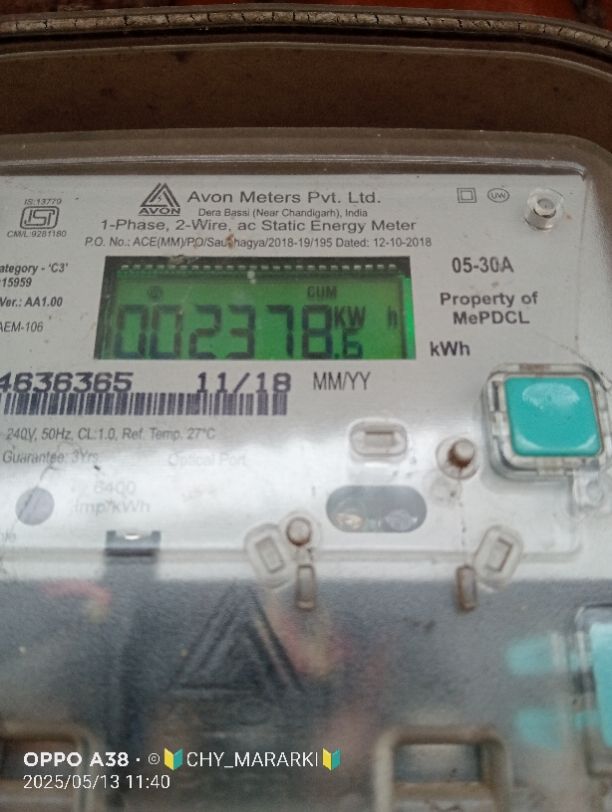 IS:13779
ISI
CM/L:9281180
AVON
Avon Meters Pvt. Ltd.
Dera Bassi (Near Chandigarh), India
1-Phase, 2-Wire, ac Static Energy Meter
P.O. No.: ACE(MM)/PO/Saubhagya/2018-19/195 Dated: 12-10-2018
UW
ategory - 'C3'
15959
Ver.: AA1.00
AEM-106
CUM
002378.6 KW h
05-30A
Property of
MePDCL
kWh
4636365 11/18 MM/YY
240V, 50Hz, CL:1.0, Ref. Temp. 27°C
Guarantee: 3Yrs. Optical Port
6400
imp/kWh
OPPO A38 · ©🔰CHY_MARARKI🔰
2025/05/13 11:40